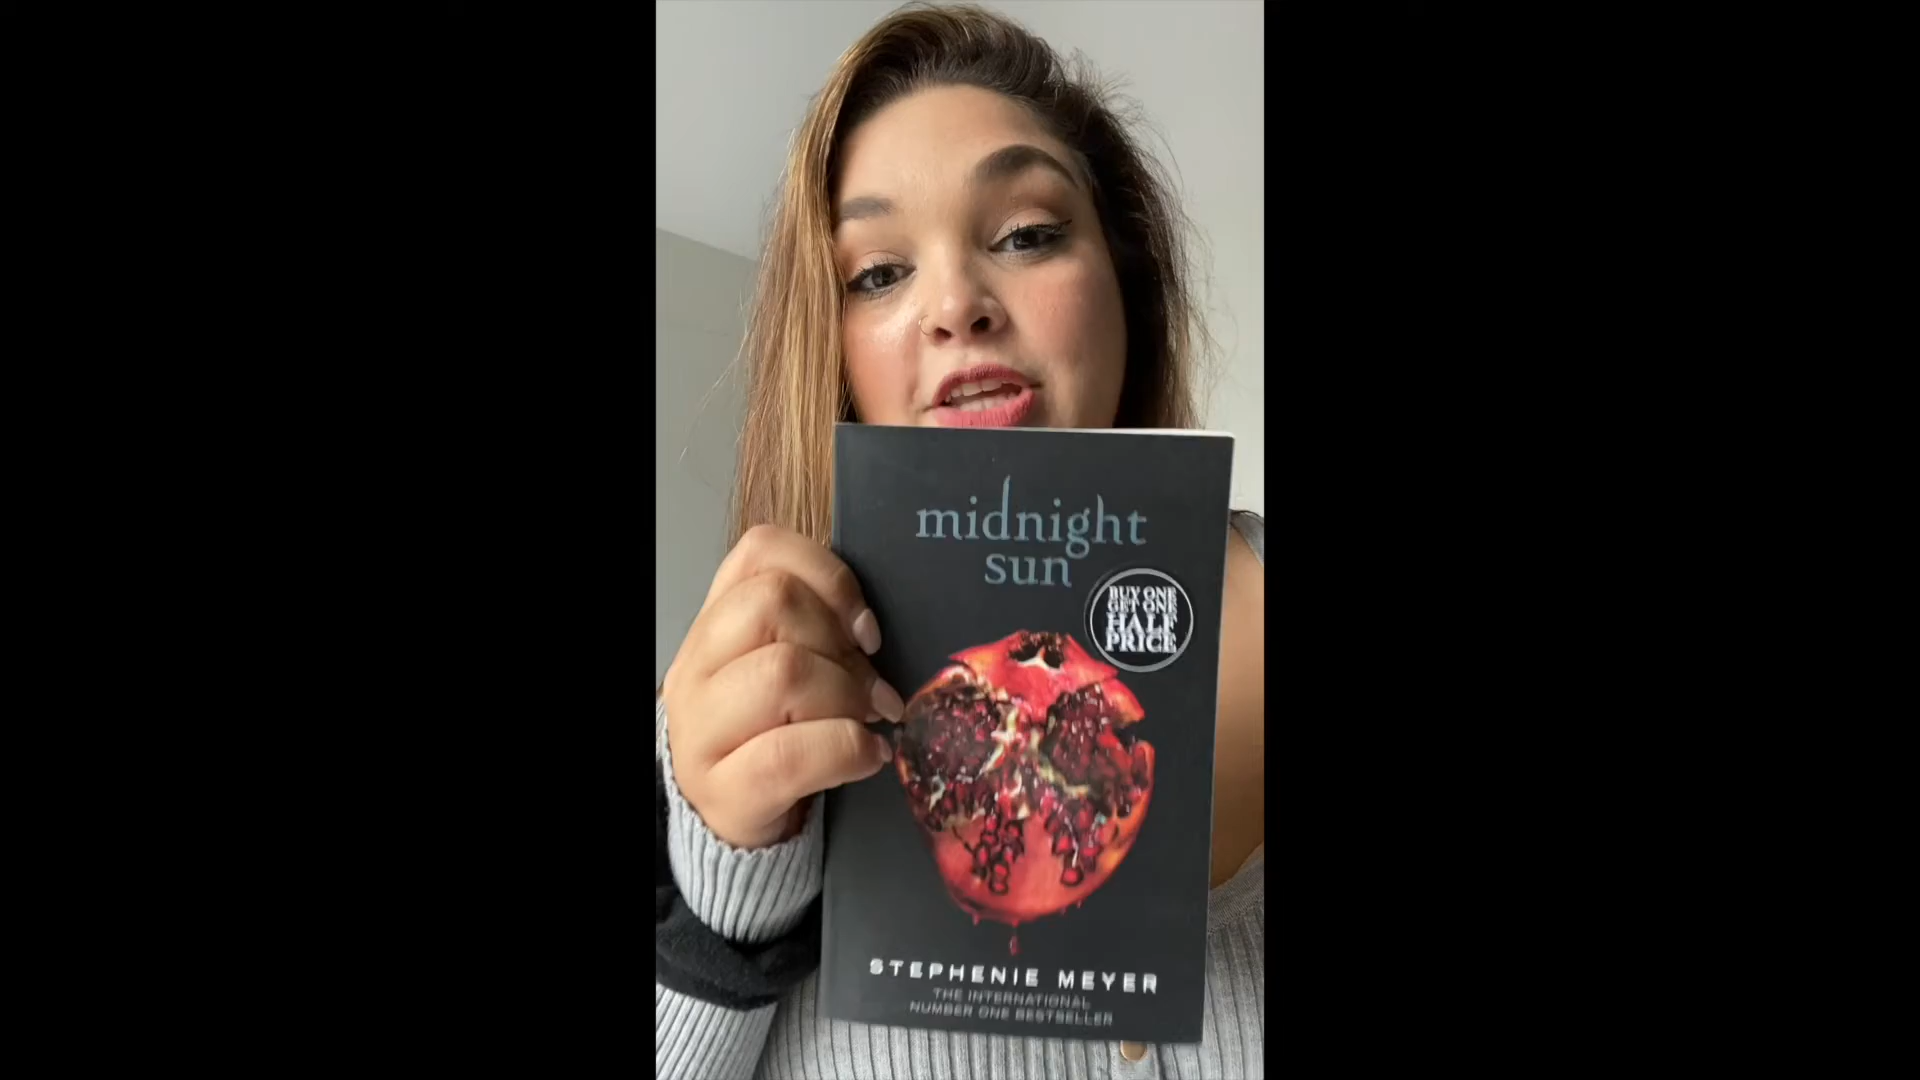 midnight
sun
BUY ONE
GET ONE
HALF
PRICE
STEPHENIE MEYER
THE INTERNATIONAL
NUMBER ONE BESTSELLER